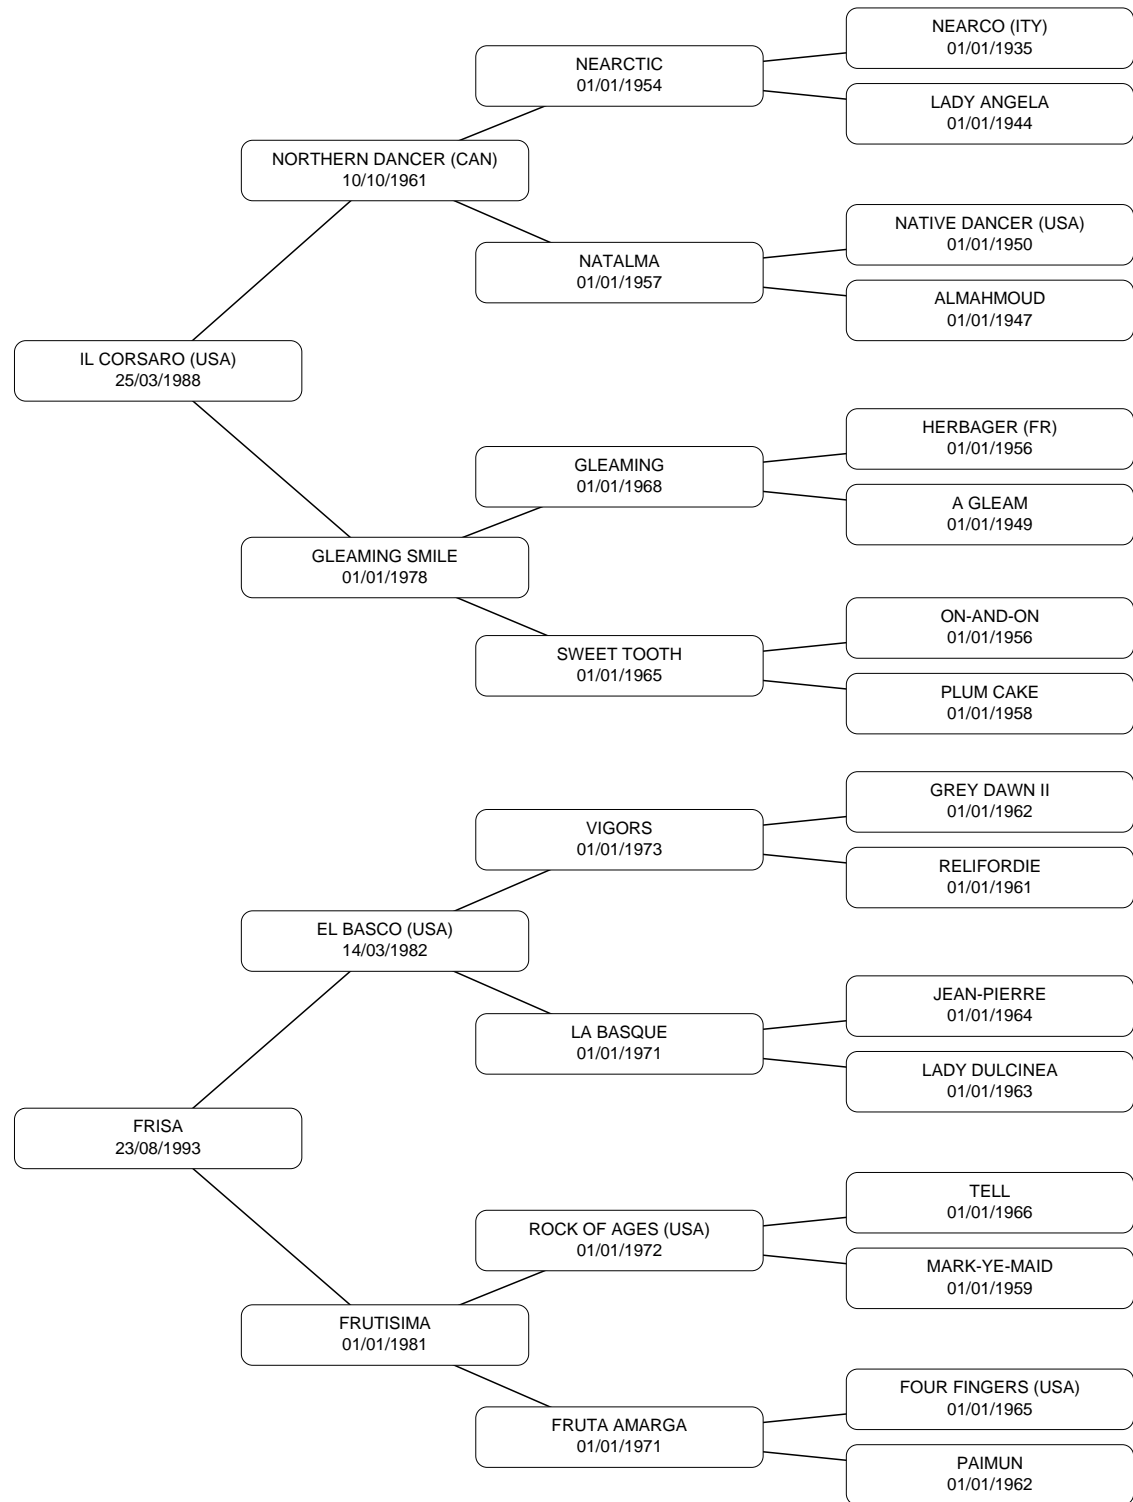 NEARCO (ITY)
01/01/1935
NEARCTIC
01/01/1954
LADY ANGELA
01/01/1944
NORTHERN DANCER (CAN)
10/10/1961
NATIVE DANCER (USA)
01/01/1950
NATALMA
01/01/1957
ALMAHMOUD
01/01/1947
IL CORSARO (USA)
25/03/1988
HERBAGER (FR)
01/01/1956
GLEAMING
01/01/1968
A GLEAM
01/01/1949
GLEAMING SMILE
01/01/1978
ON-AND-ON
01/01/1956
SWEET TOOTH
01/01/1965
PLUM CAKE
01/01/1958
GREY DAWN II
01/01/1962
VIGORS
01/01/1973
RELIFORDIE
01/01/1961
EL BASCO (USA)
14/03/1982
JEAN-PIERRE
01/01/1964
LA BASQUE
01/01/1971
LADY DULCINEA
01/01/1963
FRISA
23/08/1993
TELL
01/01/1966
ROCK OF AGES (USA)
01/01/1972
MARK-YE-MAID
01/01/1959
FRUTISIMA
01/01/1981
FOUR FINGERS (USA)
01/01/1965
FRUTA AMARGA
01/01/1971
PAIMUN
01/01/1962